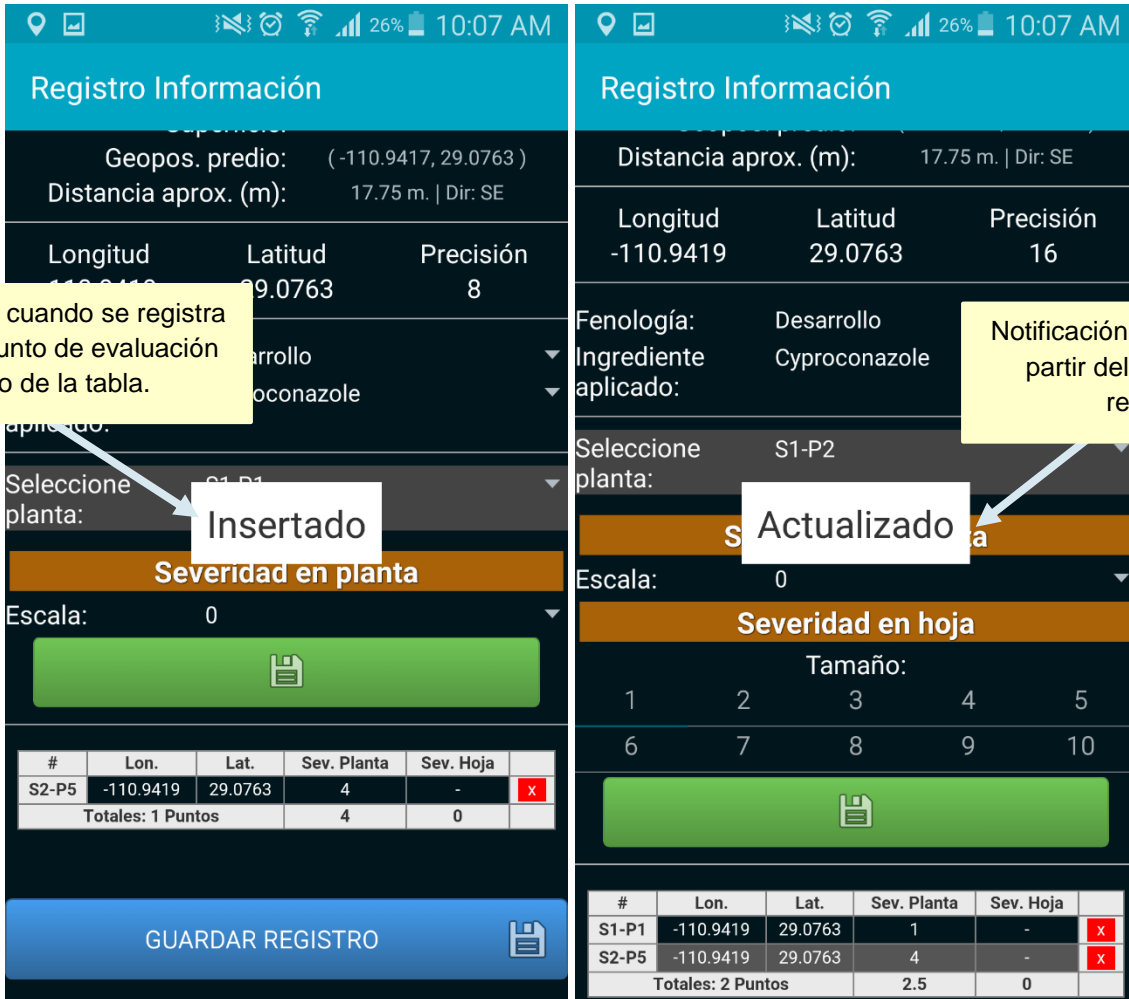 26% 10:07 AM
Registro Información
Geopos. predio: ( -110.9417, 29.0763 )
Distancia aprox. (m): 17.75 m. | Dir: SE
Longitud Latitud Precisión
29.0763 8
cuando se registra
unto de evaluación
o de la tabla.
arrollo
oconazole
aplicado:
Seleccione planta: S1-P1
Insertado
Severidad en planta
Escala: 0
# Lon. Lat. Sev. Planta Sev. Hoja
S2-P5 -110.9419 29.0763 4 - x
Totales: 1 Puntos 4 0
GUARDAR REGISTRO
26% 10:07 AM
Registro Información
Distancia aprox. (m): 17.75 m. | Dir: SE
Longitud Latitud Precisión
-110.9419 29.0763 16
Fenología: Desarrollo
Ingrediente aplicado: Cyproconazole
Notificación
partir del
re
Seleccione planta: S1-P2
Actualizado
S a
Escala: 0
Severidad en hoja
Tamaño:
1 2 3 4 5
6 7 8 9 10
# Lon. Lat. Sev. Planta Sev. Hoja
S1-P1 -110.9419 29.0763 1 - x
S2-P5 -110.9419 29.0763 4 - x
Totales: 2 Puntos 2.5 0